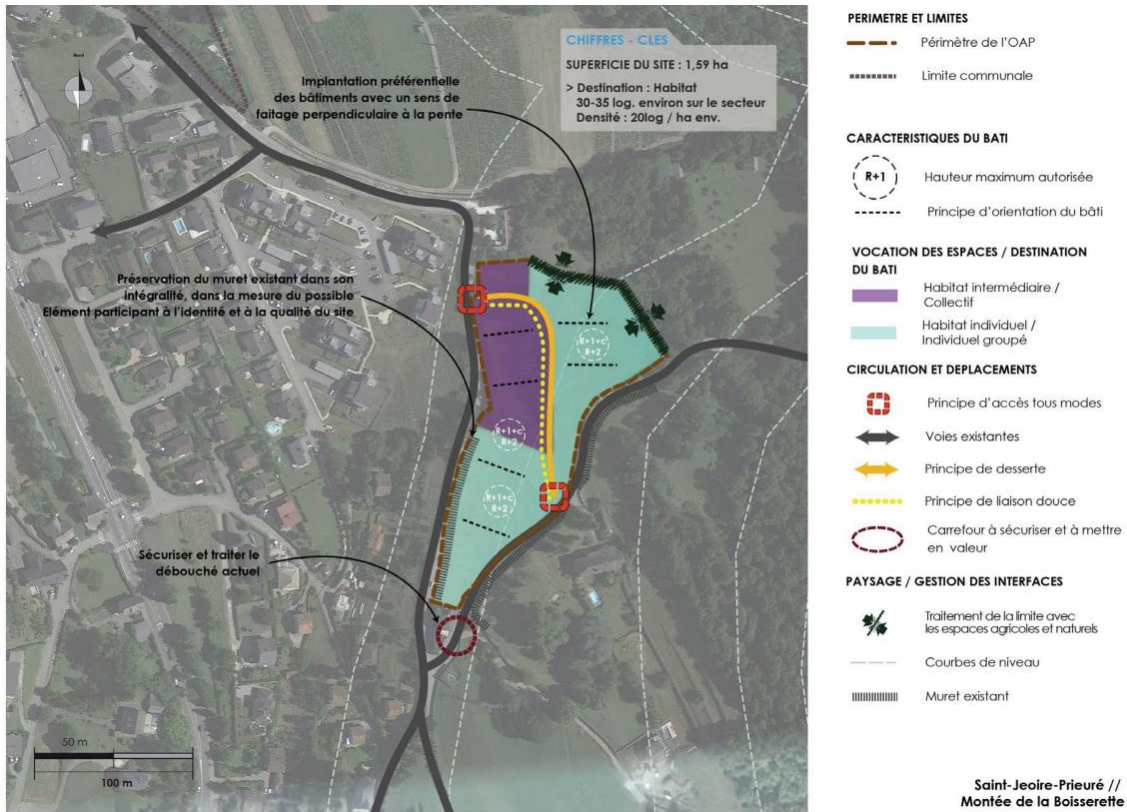 Nord
CHIFFRES - CLES
SUPERFICIE DU SITE : 1,59 ha
> Destination : Habitat
30-35 log. environ sur le secteur
Densité : 20log / ha env.
Implantation préférentielle
des bâtiments avec un sens de
faitage perpendiculaire à la pente
Préservation du muret existant dans son
intégralité, dans la mesure du possible
Elément participant à l'identité et à la qualité du site
R+1+c
R+2
R+1+c
R+2
R+1+c
R+2
Sécuriser et traiter le
débouché actuel
50 m
100 m
PERIMETRE ET LIMITES
Périmètre de l'OAP
Limite communale
CARACTERISTIQUES DU BATI
R+1
Hauteur maximum autorisée
Principe d'orientation du bâti
VOCATION DES ESPACES / DESTINATION
DU BATI
Habitat intermédiaire /
Collectif
Habitat individuel /
Individuel groupé
CIRCULATION ET DEPLACEMENTS
Principe d'accès tous modes
Voies existantes
Principe de desserte
Principe de liaison douce
Carrefour à sécuriser et à mettre
en valeur
PAYSAGE / GESTION DES INTERFACES
Traitement de la limite avec
les espaces agricoles et naturels
Courbes de niveau
Muret existant
Saint-Jeoire-Prieuré //
Montée de la Boisserette